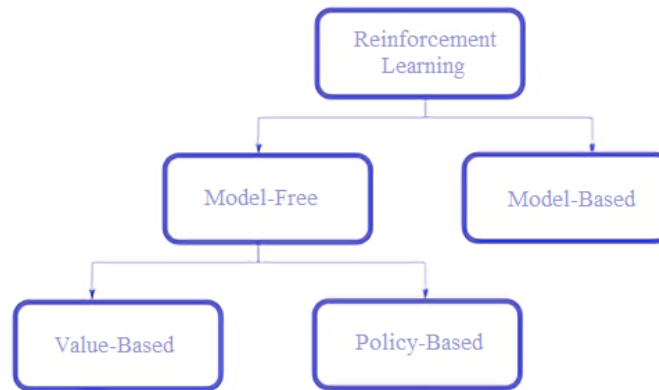 Reinforcement
Learning
Model-Free
Model-Based
Value-Based
Policy-Based